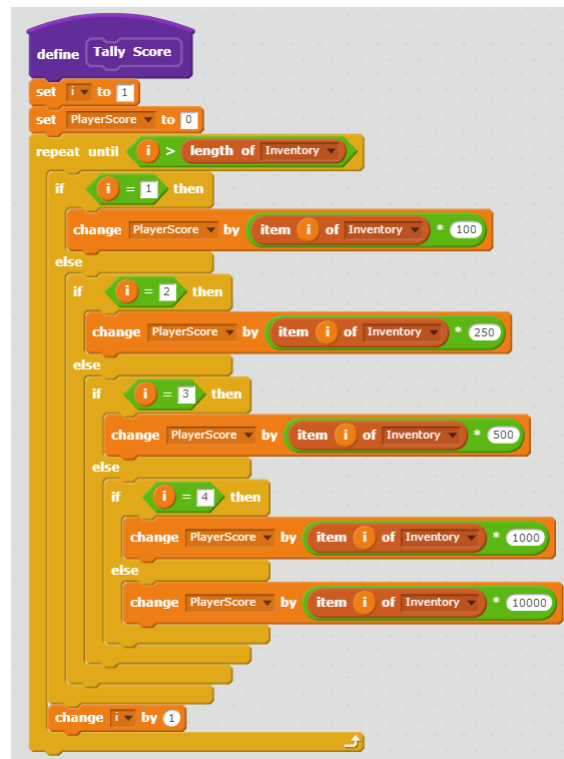 define Tally Score
set i to 1
set PlayerScore to 0
repeat until i > length of Inventory
if i = 1 then
change PlayerScore by item i of Inventory * 100
else
if i = 2 then
change PlayerScore by item i of Inventory * 250
else
if i = 3 then
change PlayerScore by item i of Inventory * 500
else
if i = 4 then
change PlayerScore by item i of Inventory * 1000
else
change PlayerScore by item i of Inventory * 10000
change i by 1